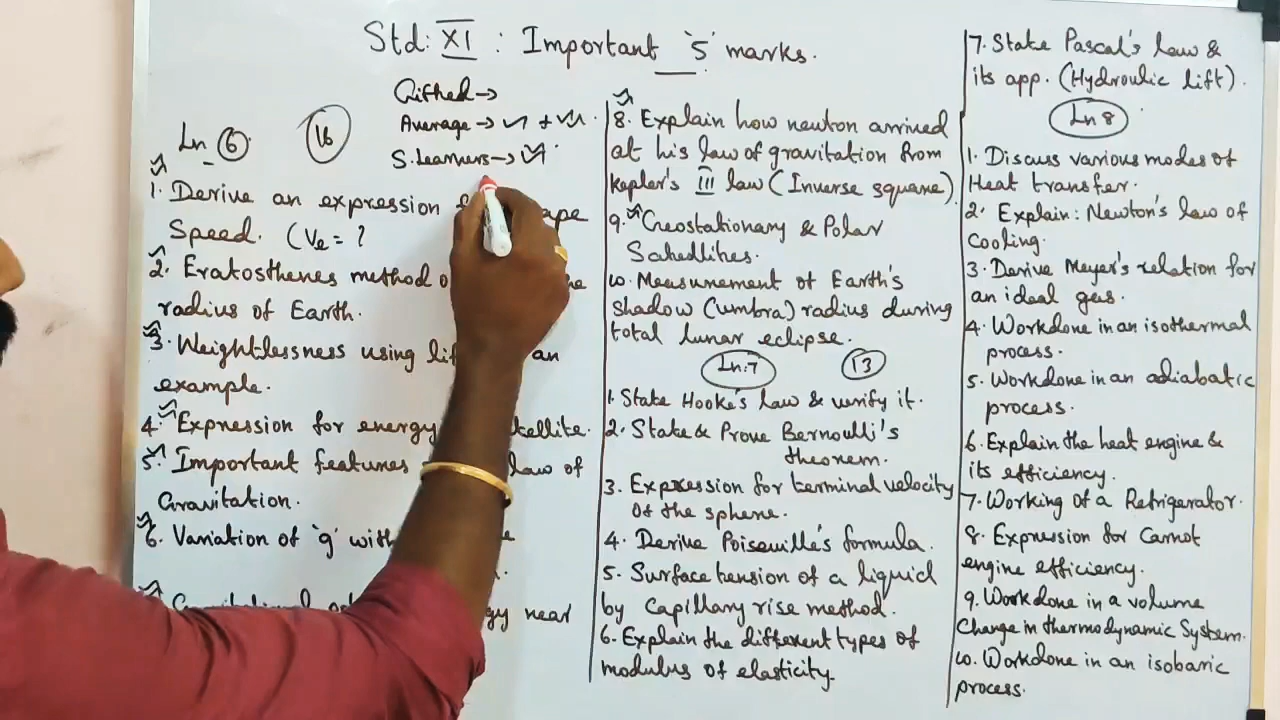 Std: XI : Important '5' marks.
Gifted →
Average → ✓ + ✓✓.
S. Learners → ✓✓
Ln 6. 16
1. Derive an expression ape
Speed. (Ve = ?
2. Eratosthenes method
radius of Earth.
3. Weightlessness using lif an
example.
4. Expression for energy tellite.
5. Important features law of
Gravitation.
6. Variation of 'g' with
gy near
8. Explain how newton arrived
at his law of gravitation from
kepler's III law (Inverse square)
9. Geostationary & Polar
Satellites.
10. Measurement of Earth's
Shadow (umbra) radius during
total lunar eclipse.
Ln:7 13
1. State Hooke's law & verify it.
2. State & Prove Bernoulli's
theorem.
3. Expression for terminal velocity
Of the sphere.
4. Derive Poiseuille's formula.
5. Surface tension of a liquid
by Capillary rise method.
6. Explain the different types of
modulus of elasticity.
7. State Pascal's law &
its app. (Hydraulic lift).
Ln 8
1. Discuss various modes of
Heat transfer.
2. Explain: Newton's law of
Cooling.
3. Derive Meyer's relation for
an ideal gas.
4. Workdone in an isothermal
process.
5. Workdone in an adiabatic
process.
6. Explain the heat engine &
its efficiency.
7. Working of a Refrigerator.
8. Expression for Carnot
engine efficiency.
9. Workdone in a volume
Change in thermodynamic System.
10. Workdone in an isobaric
process.